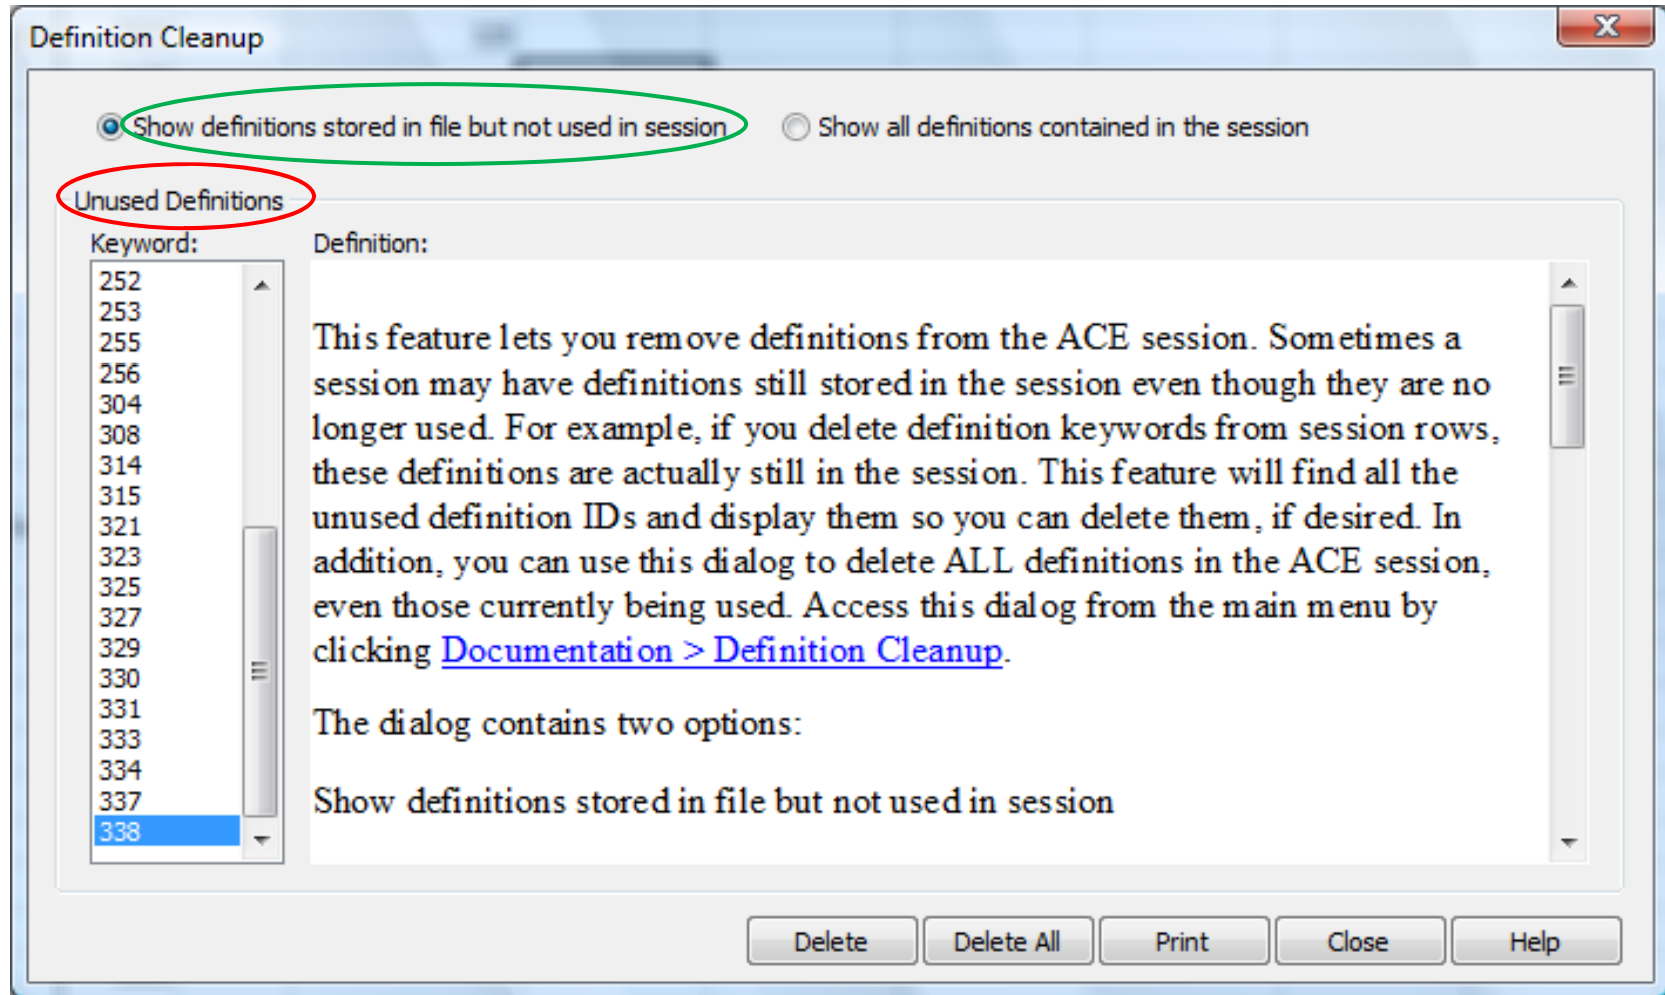 Definition Cleanup
Show definitions stored in file but not used in session
Show all definitions contained in the session
Unused Definitions
Keyword:
Definition:
252
253
255
256
304
308
314
315
321
323
325
327
329
330
331
333
334
337
338
This feature lets you remove definitions from the ACE session. Sometimes a
session may have definitions still stored in the session even though they are no
longer used. For example, if you delete definition keywords from session rows,
these definitions are actually still in the session. This feature will find all the
unused definition IDs and display them so you can delete them, if desired. In
addition, you can use this dialog to delete ALL definitions in the ACE session,
even those currently being used. Access this dialog from the main menu by
clicking Documentation > Definition Cleanup.
The dialog contains two options:
Show definitions stored in file but not used in session
Delete
Delete All
Print
Close
Help